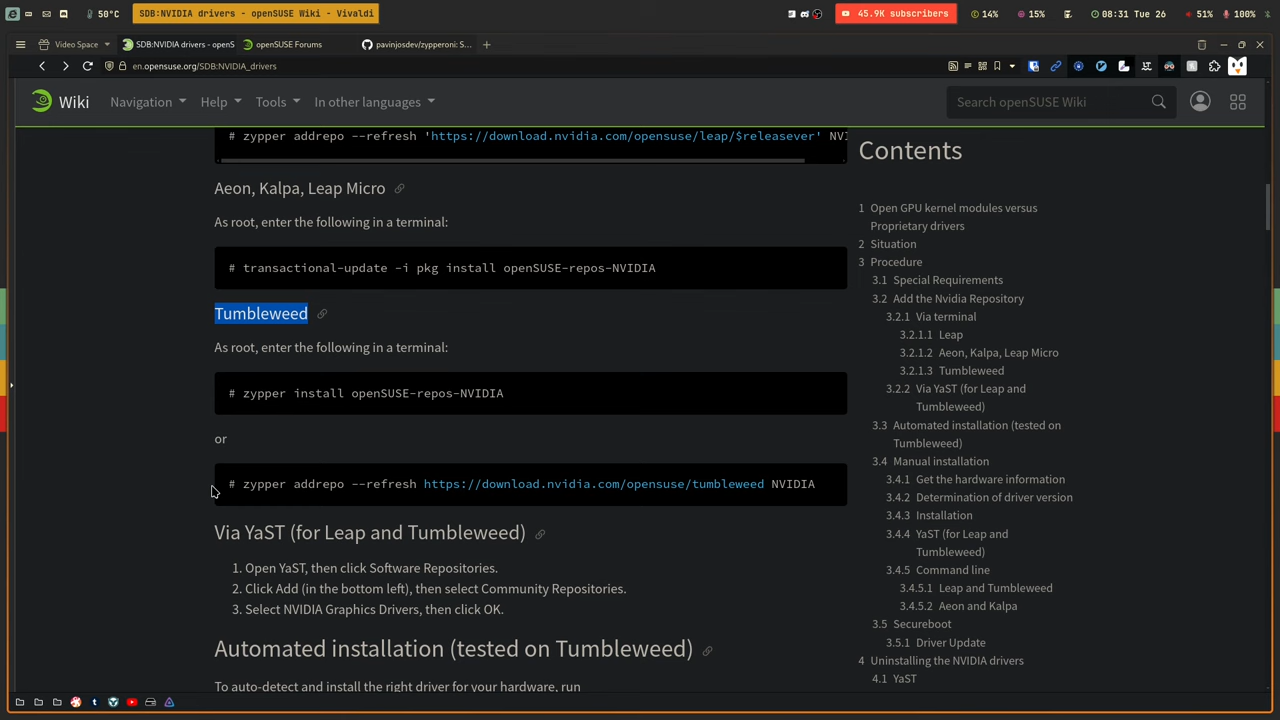 50°C
SDB:NVIDIA drivers - openSUSE Wiki - Vivaldi
45.9K subscribers
14%
15%
08:31 Tue 26
51%
100%
Video Space
SDB:NVIDIA drivers - openS
openSUSE Forums
pavinjosdev/zypperoni: S...
en.opensuse.org/SDB:NVIDIA_drivers
Wiki
Navigation
Help
Tools
In other languages
Search openSUSE Wiki
# zypper addrepo --refresh 'https://download.nvidia.com/opensuse/leap/$releasever' NVI
Aeon, Kalpa, Leap Micro
As root, enter the following in a terminal:
# transactional-update -i pkg install openSUSE-repos-NVIDIA
Tumbleweed
As root, enter the following in a terminal:
# zypper install openSUSE-repos-NVIDIA
or
# zypper addrepo --refresh https://download.nvidia.com/opensuse/tumbleweed NVIDIA
Via YaST (for Leap and Tumbleweed)
1. Open YaST, then click Software Repositories.
2. Click Add (in the bottom left), then select Community Repositories.
3. Select NVIDIA Graphics Drivers, then click OK.
Automated installation (tested on Tumbleweed)
To auto-detect and install the right driver for your hardware, run
Contents
1 Open GPU kernel modules versus
Proprietary drivers
2 Situation
3 Procedure
3.1 Special Requirements
3.2 Add the Nvidia Repository
3.2.1 Via terminal
3.2.1.1 Leap
3.2.1.2 Aeon, Kalpa, Leap Micro
3.2.1.3 Tumbleweed
3.2.2 Via YaST (for Leap and
Tumbleweed)
3.3 Automated installation (tested on
Tumbleweed)
3.4 Manual installation
3.4.1 Get the hardware information
3.4.2 Determination of driver version
3.4.3 Installation
3.4.4 YaST (for Leap and
Tumbleweed)
3.4.5 Command line
3.4.5.1 Leap and Tumbleweed
3.4.5.2 Aeon and Kalpa
3.5 Secureboot
3.5.1 Driver Update
4 Uninstalling the NVIDIA drivers
4.1 YaST